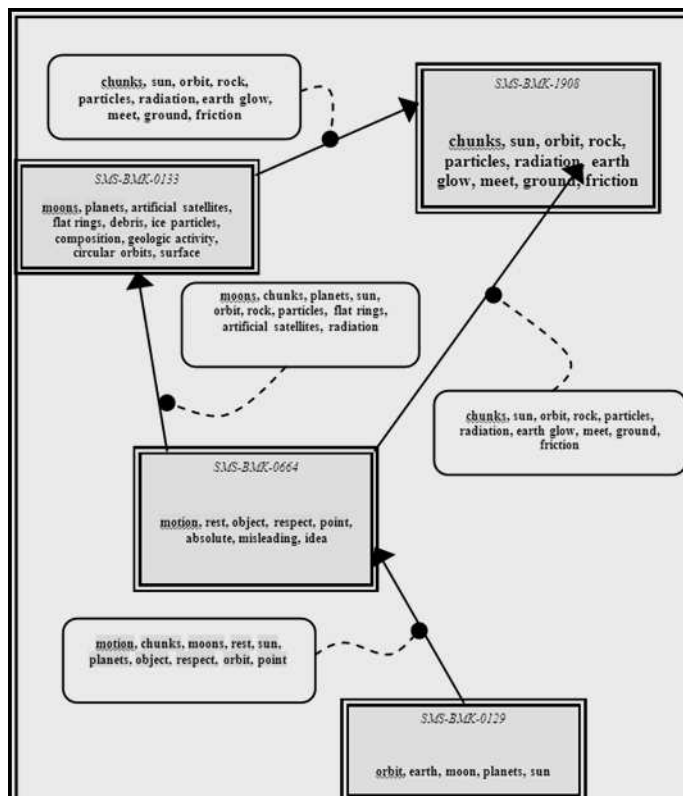 chunks, sun, orbit, rock,
particles, radiation, earth glow,
meet, ground, friction
SMS-BMK-1908
chunks, sun, orbit, rock,
particles, radiation, earth
glow, meet, ground, friction
SMS-BMK-0133
moons, planets, artificial satellites,
flat rings, debris, ice particles,
composition, geologic activity,
circular orbits, surface
moons, chunks, planets, sun,
orbit, rock, particles, flat rings,
artificial satellites, radiation
chunks, sun, orbit, rock, particles,
radiation, earth glow, meet, ground,
friction
SMS-BMK-0664
motion, rest, object, respect, point,
absolute, misleading, idea
motion, chunks, moons, rest, sun,
planets, object, respect, orbit, point
SMS-BMK-0129
orbit, earth, moon, planets, sun